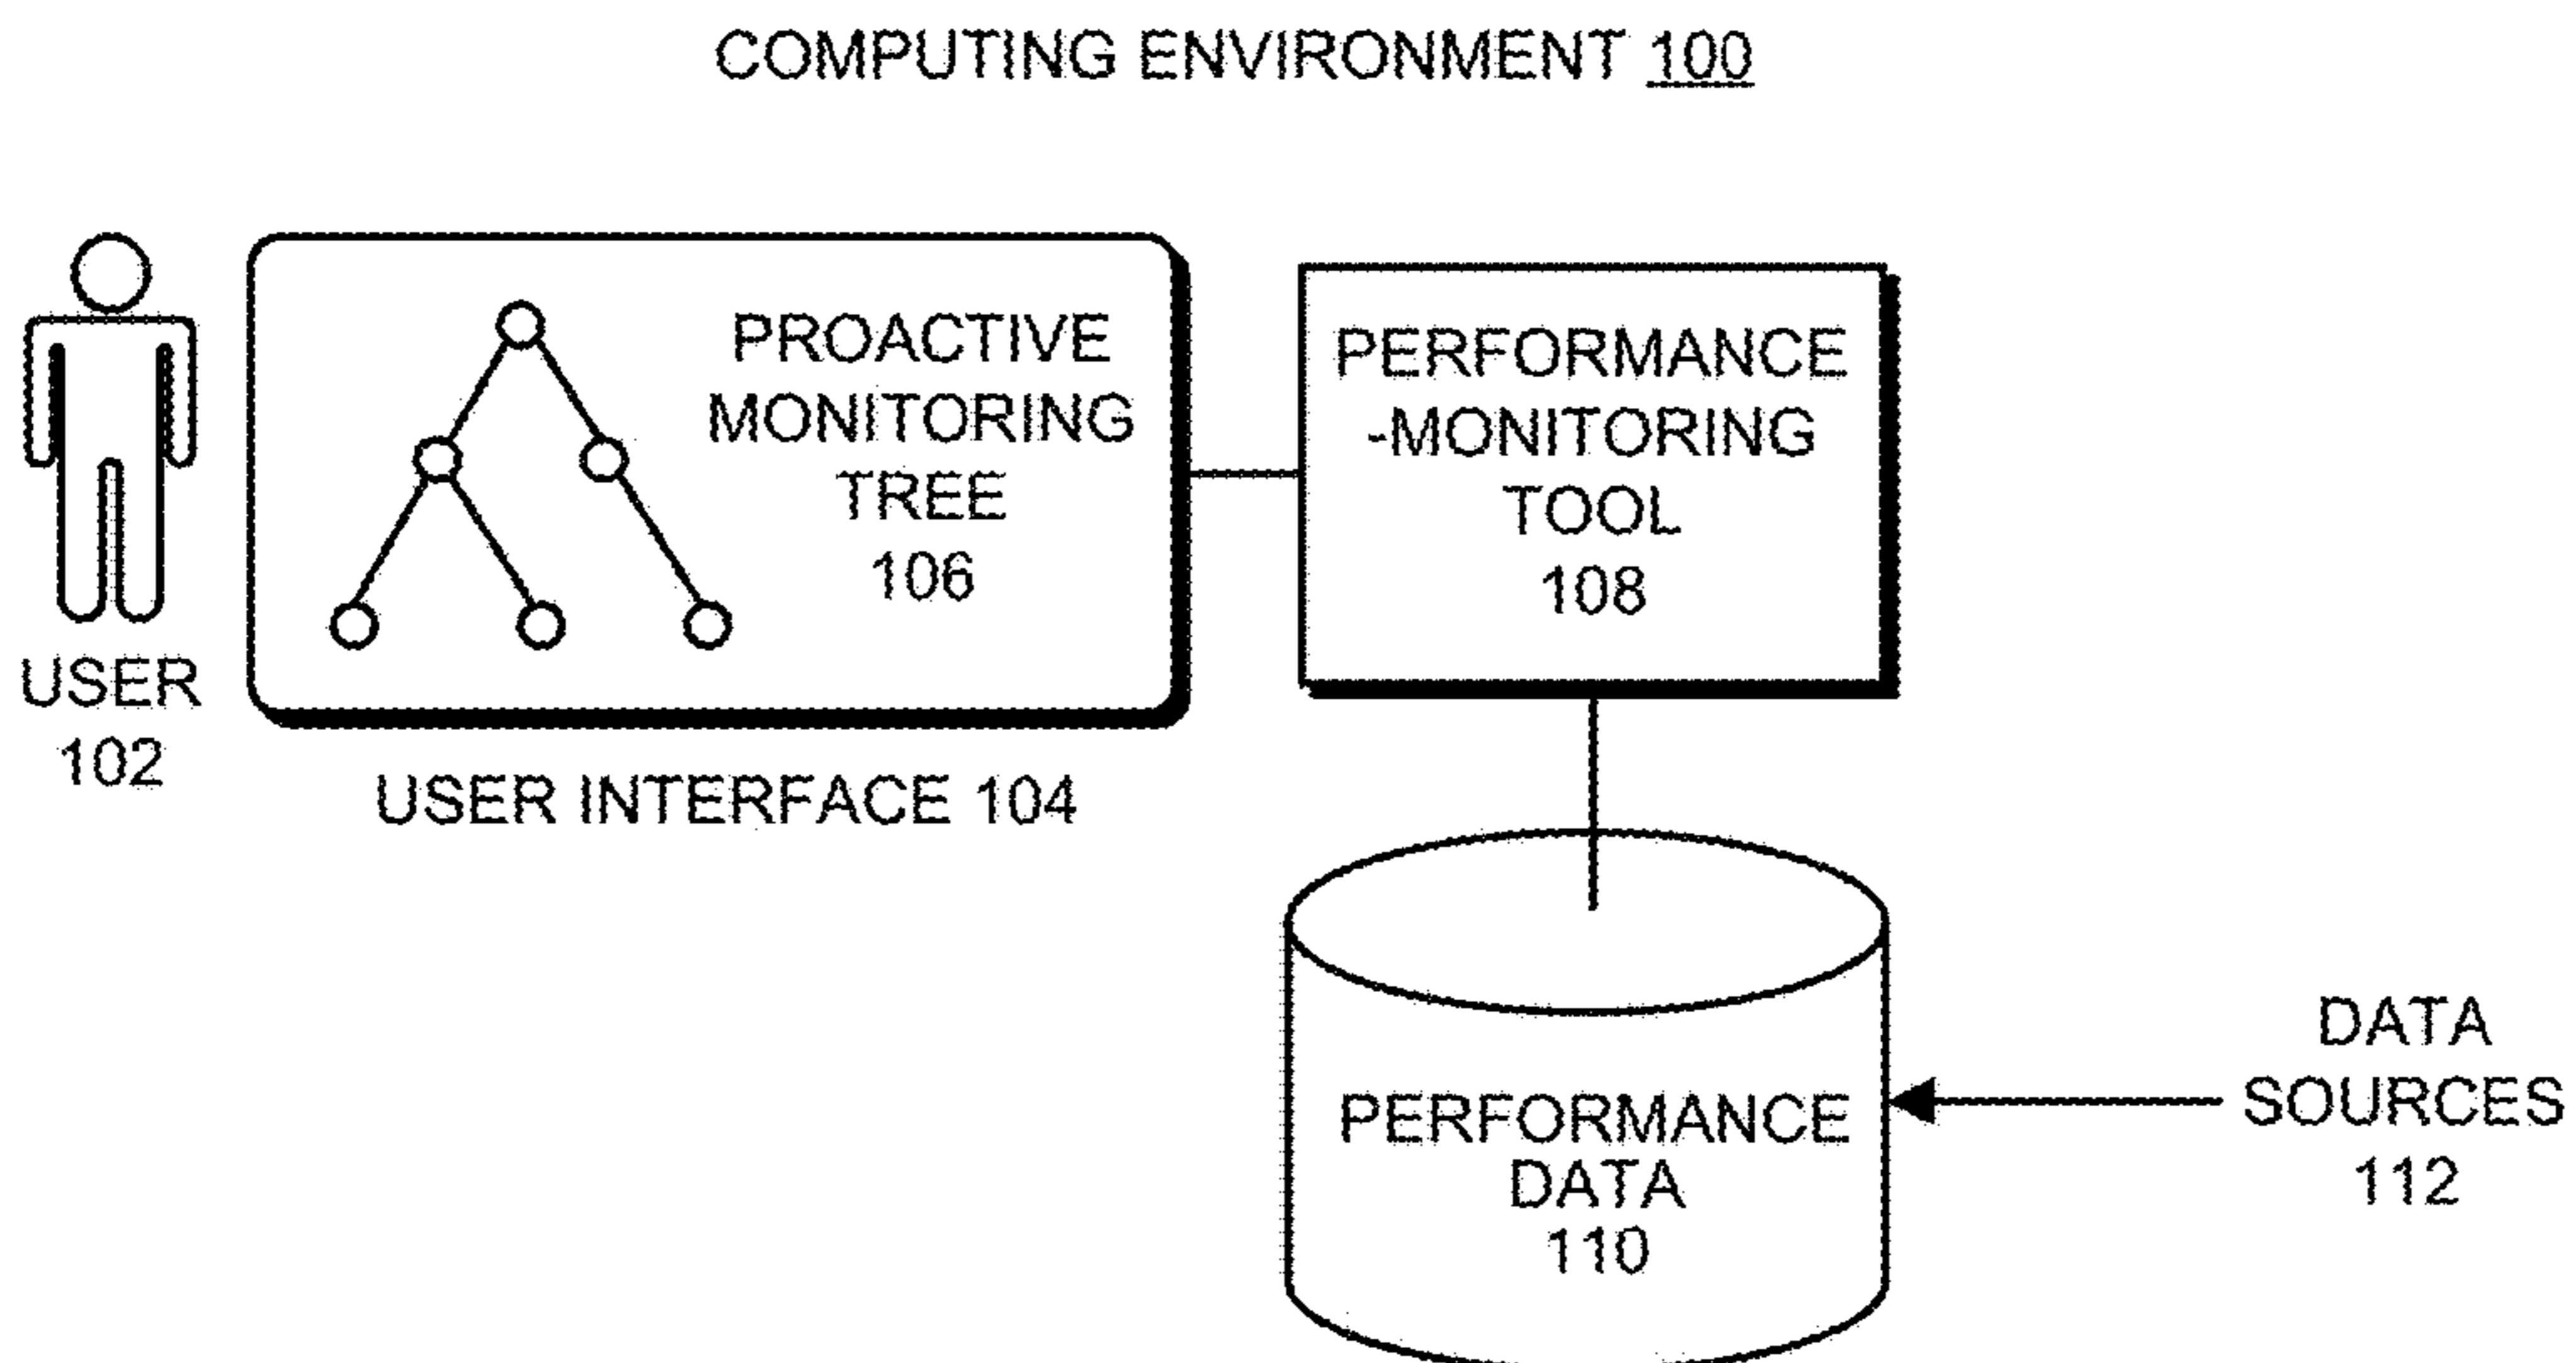 COMPUTING ENVIRONMENT 100
PROACTIVE
MONITORING
TREE
106
USER
102
USER INTERFACE 104
PERFORMANCE
-MONITORING
TOOL
108
PERFORMANCE
DATA
110
DATA
SOURCES
112